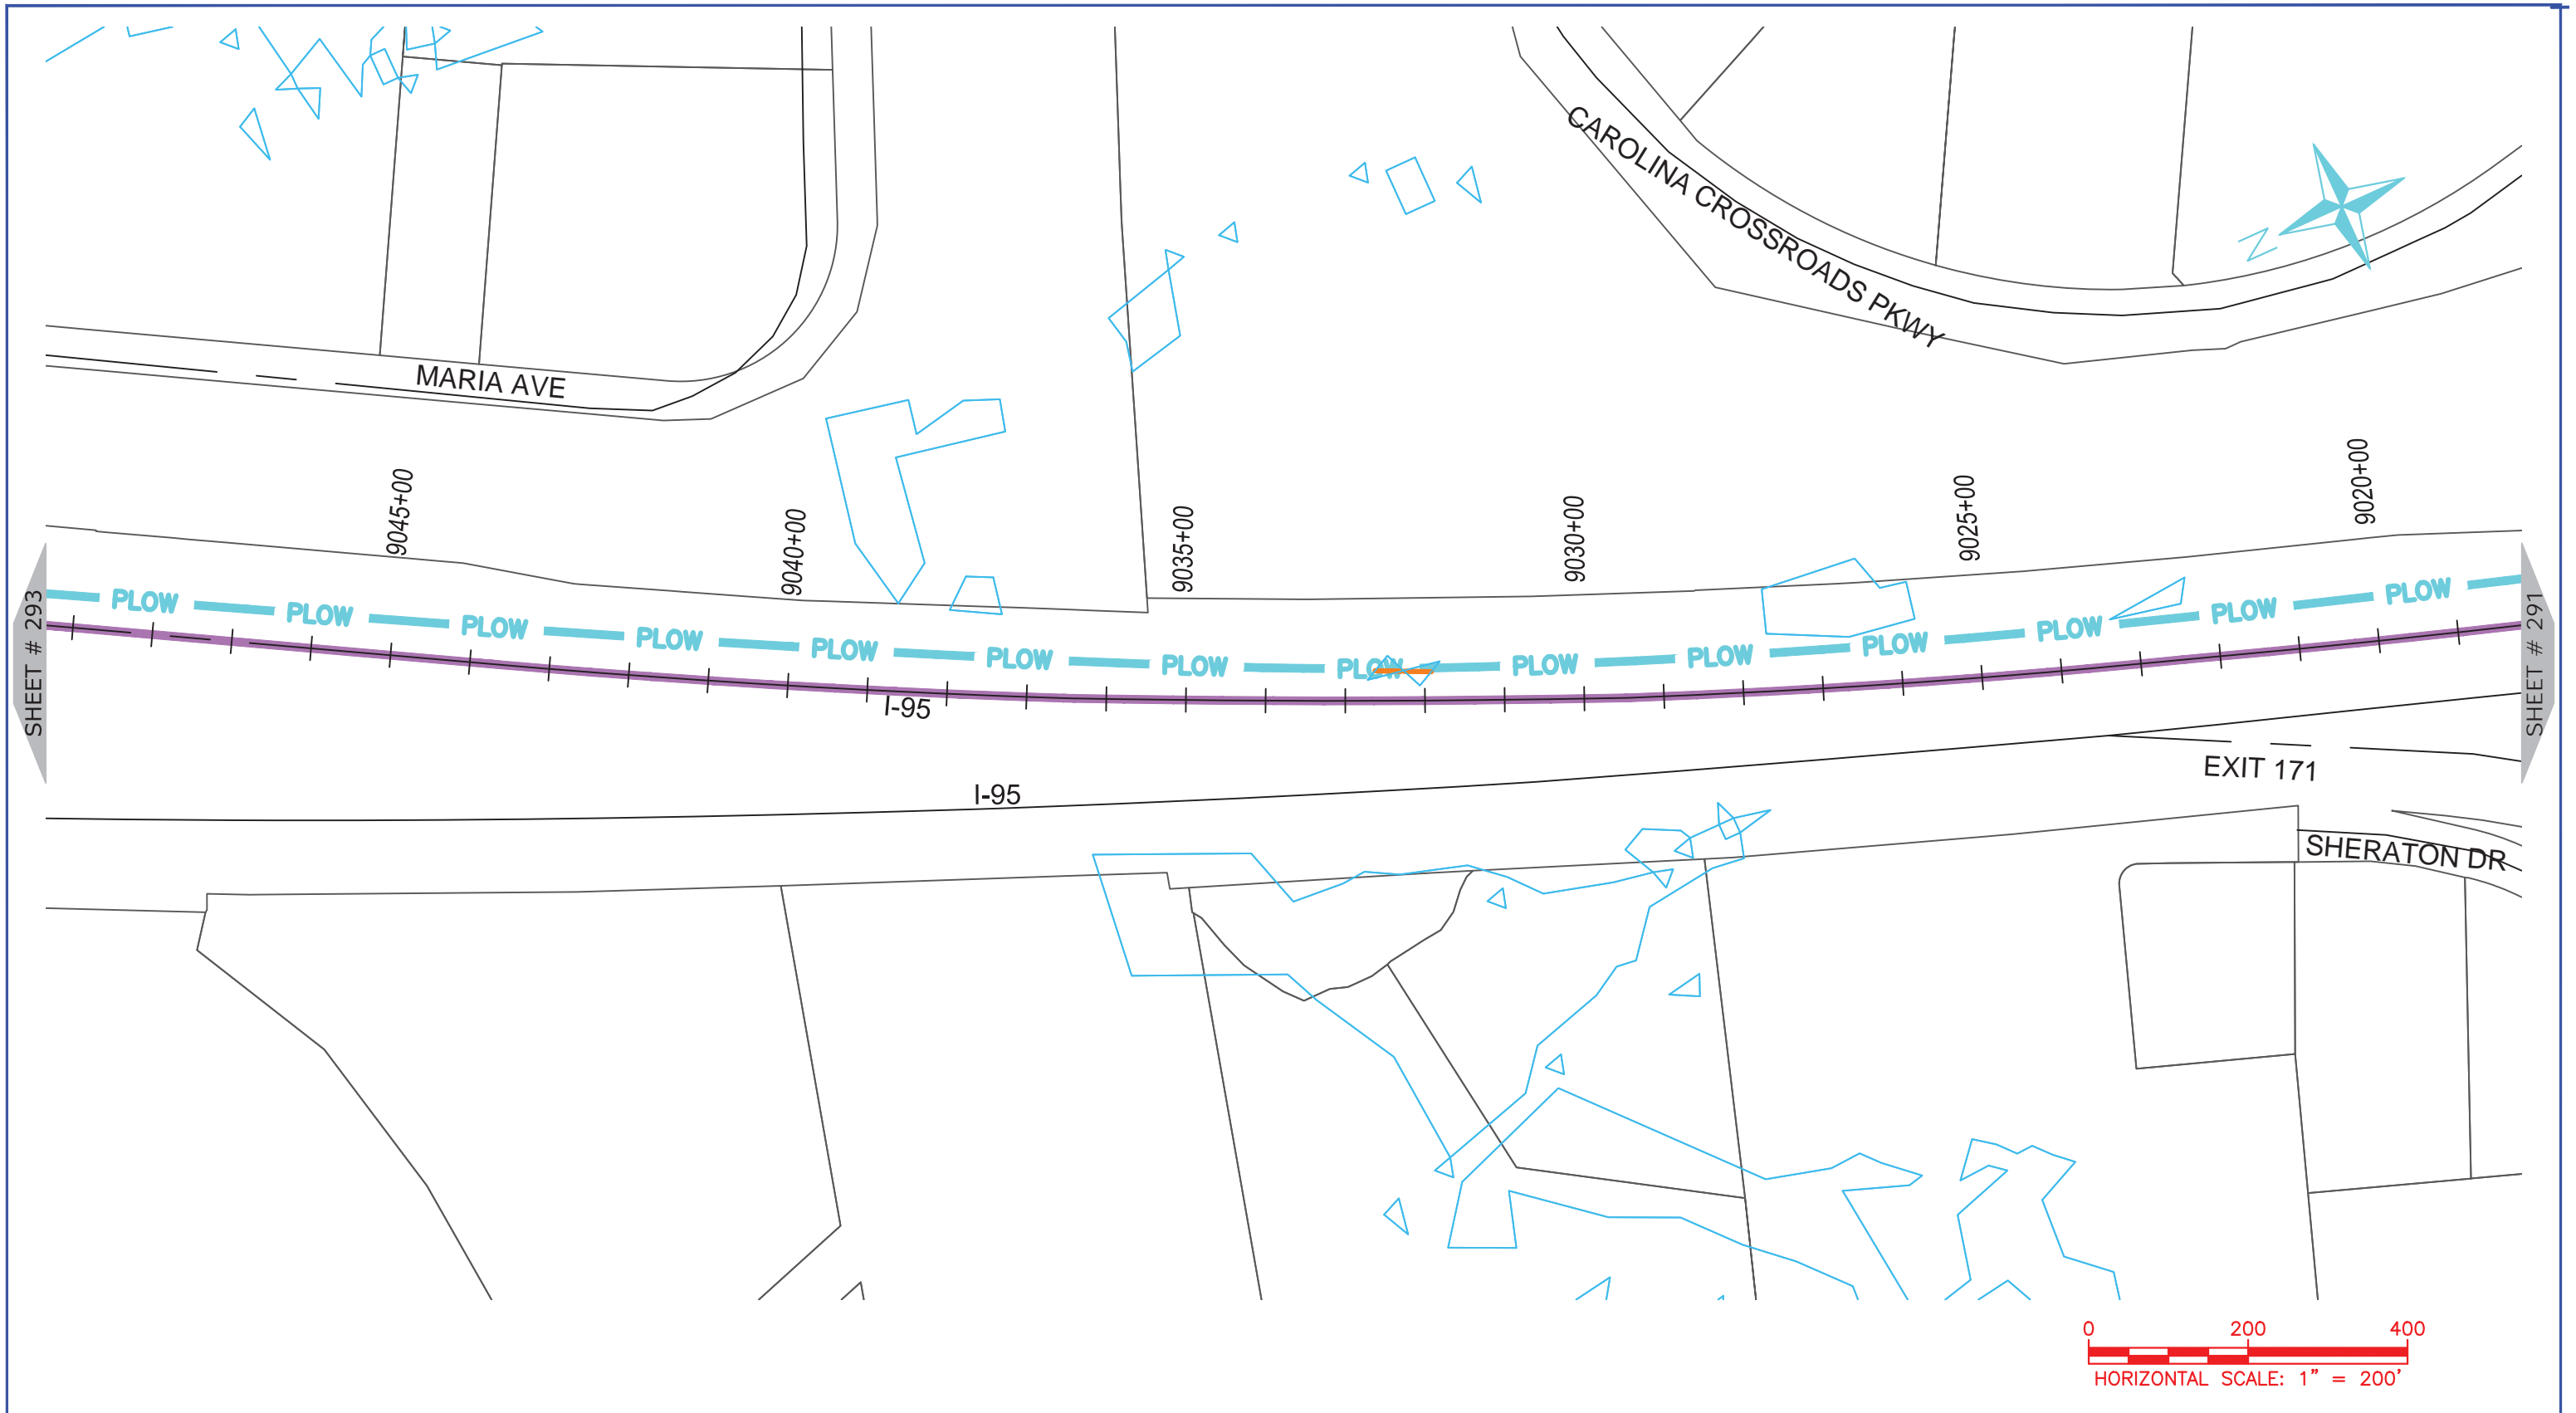 CAROLINA CROSSROADS PKWY
N
MARIA AVE
9045+00
9040+00
9035+00
9030+00
9025+00
9020+00
SHEET # 293
PLOW
PLOW
PLOW
PLOW
PLOW
PLOW
PLOW
PLOW
PLOW
PLOW
PLOW
PLOW
PLOW
PLOW
SHEET # 291
I-95
I-95
EXIT 171
SHERATON DR
0 200 400
HORIZONTAL SCALE: 1" = 200'